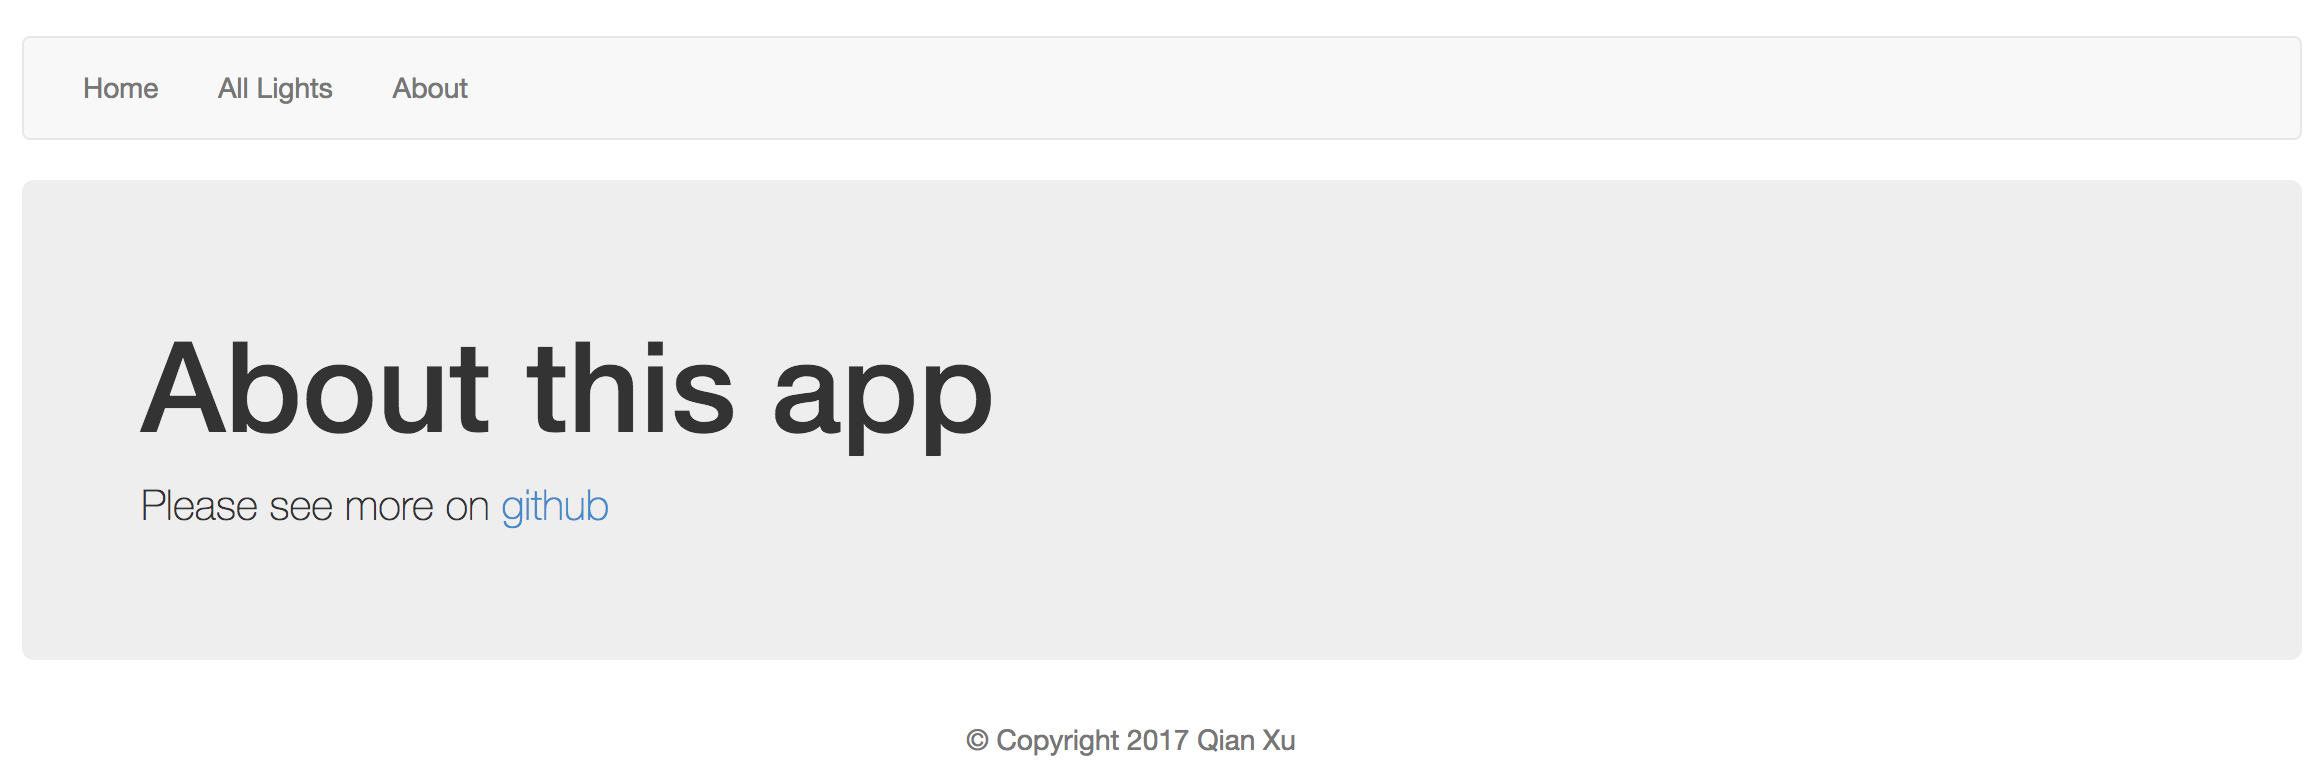 Home All Lights About
About this app
Please see more on github
© Copyright 2017 Qian Xu